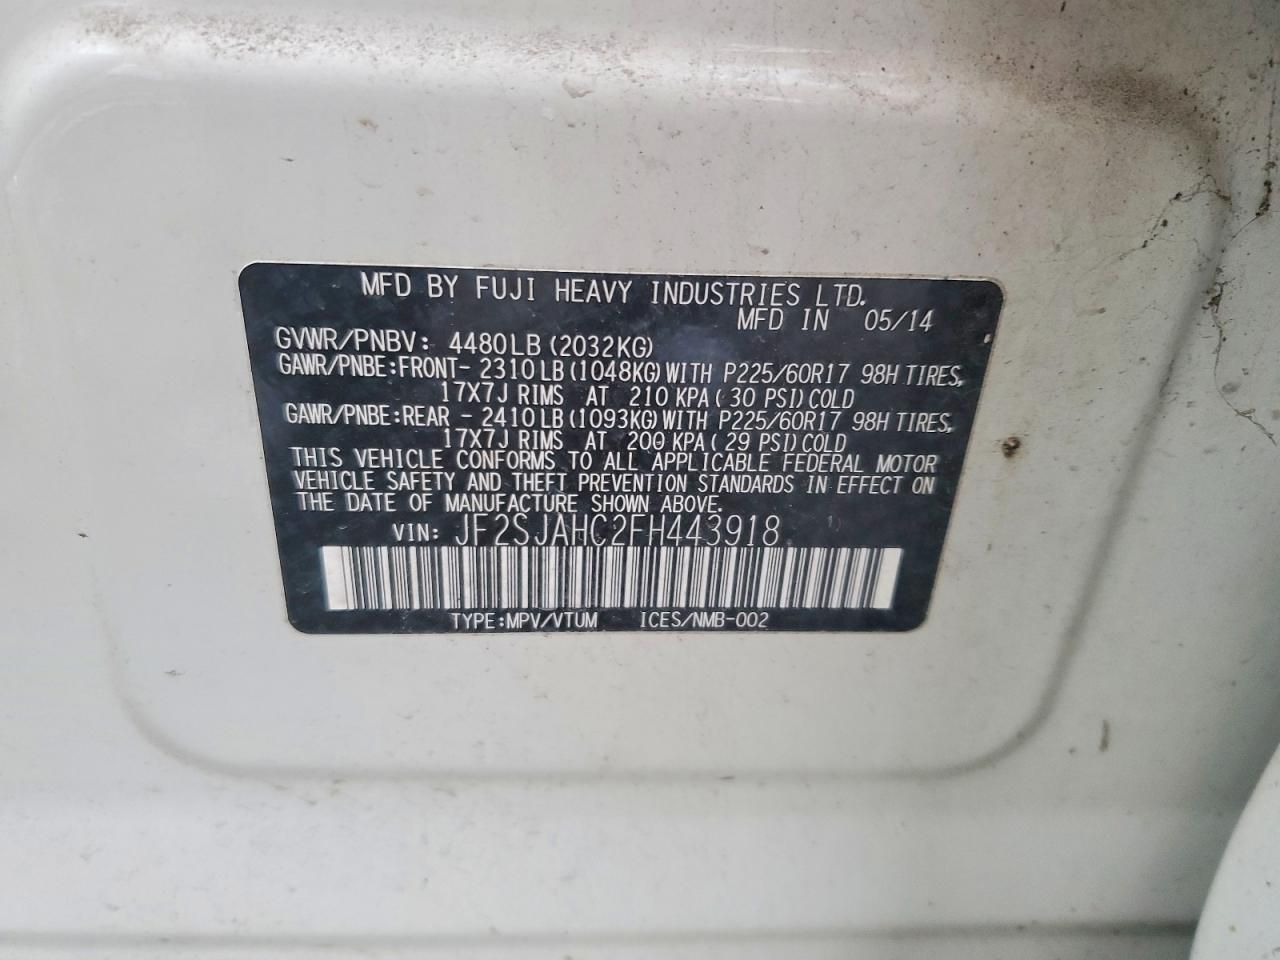 MFD BY FUJI HEAVY INDUSTRIES LTD.
MFD IN 05/14
GVWR/PNBV: 4480LB (2032KG)
GAWR/PNBE:FRONT- 2310LB(1048KG)WITH P225/60R17 98H TIRES,
17X7J RIMS AT 210 KPA( 30 PSI)COLD
GAWR/PNBE:REAR - 2410LB(1093KG)WITH P225/60R17 98H TIRES,
17X7J RIMS AT 200 KPA( 29 PSI)COLD
THIS VEHICLE CONFORMS TO ALL APPLICABLE FEDERAL MOTOR
VEHICLE SAFETY AND THEFT PREVENTION STANDARDS IN EFFECT ON
THE DATE OF MANUFACTURE SHOWN ABOVE.
VIN: JF2SJAHC2FH443918
TYPE:MPV/VTUM ICES/NMB-002